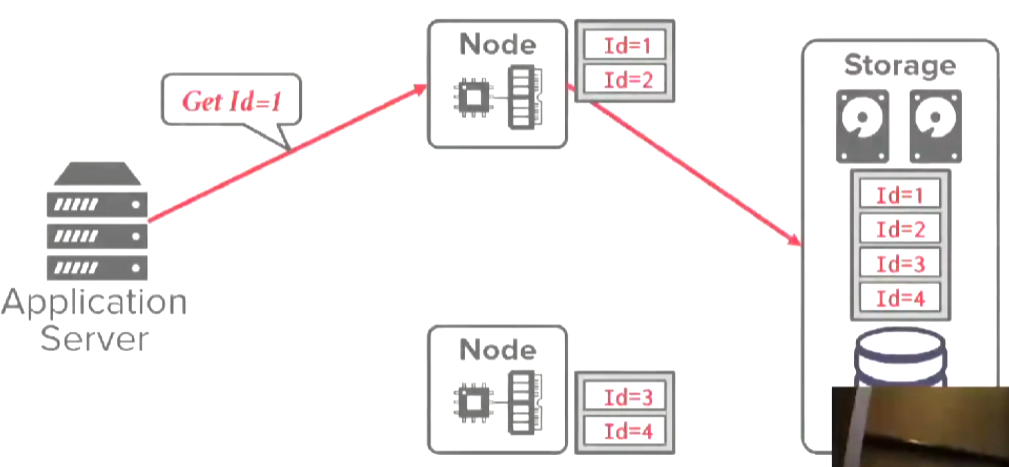 Node
Id=1
Id=2
Get Id=1
Application
Server
Storage
Id=1
Id=2
Id=3
Id=4
Node
Id=3
Id=4